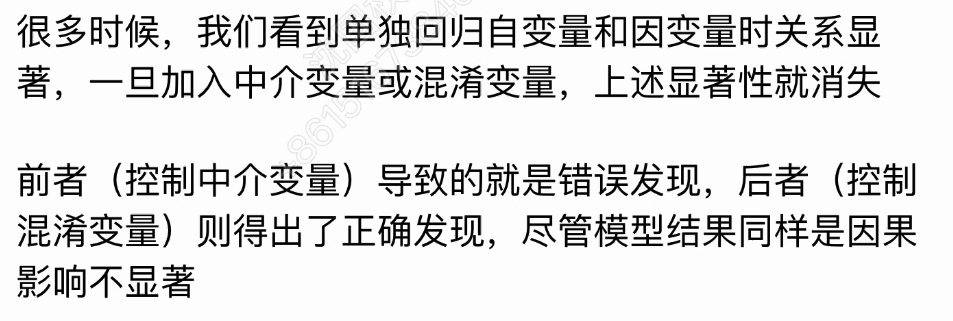 很多时候，我们看到单独回归自变量和因变量时关系显
著，一旦加入中介变量或混淆变量，上述显著性就消失
前者（控制中介变量）导致的就是错误发现，后者（控制
混淆变量）则得出了正确发现，尽管模型结果同样是因果
影响不显著